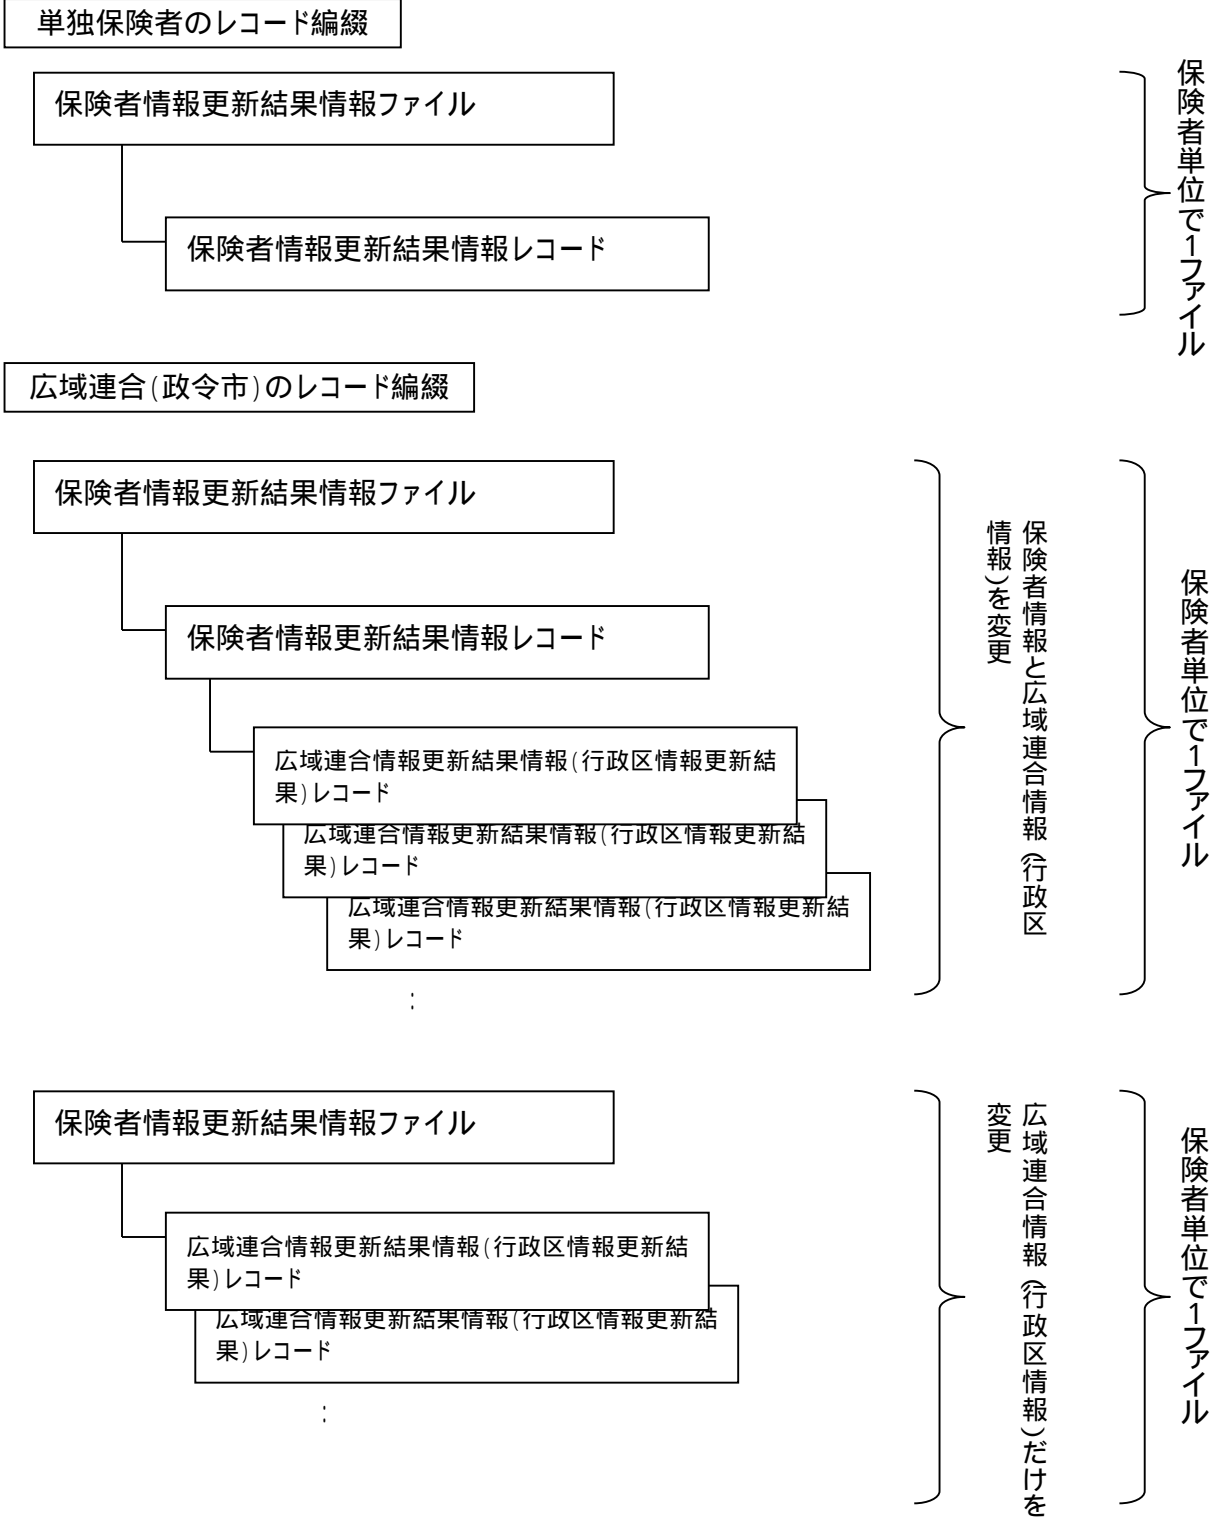 単独保険者のレコード編綴
保険者情報更新結果情報ファイル
保険者情報更新結果情報レコード
保険者単位で1ファイル
広域連合(政令市)のレコード編綴
保険者情報更新結果情報ファイル
保険者情報更新結果情報レコード
広域連合情報更新結果情報(行政区情報更新結
果)レコード
広域連合情報更新結果情報(行政区情報更新結
果)レコード
広域連合情報更新結果情報(行政区情報更新結
果)レコード
:
保険者情報と広域連合情報(行政区
情報)を変更
保険者単位で1ファイル
保険者情報更新結果情報ファイル
広域連合情報更新結果情報(行政区情報更新結
果)レコード
広域連合情報更新結果情報(行政区情報更新結
果)レコード
:
広域連合情報(行政区情報)だけを
変更
保険者単位で1ファイル